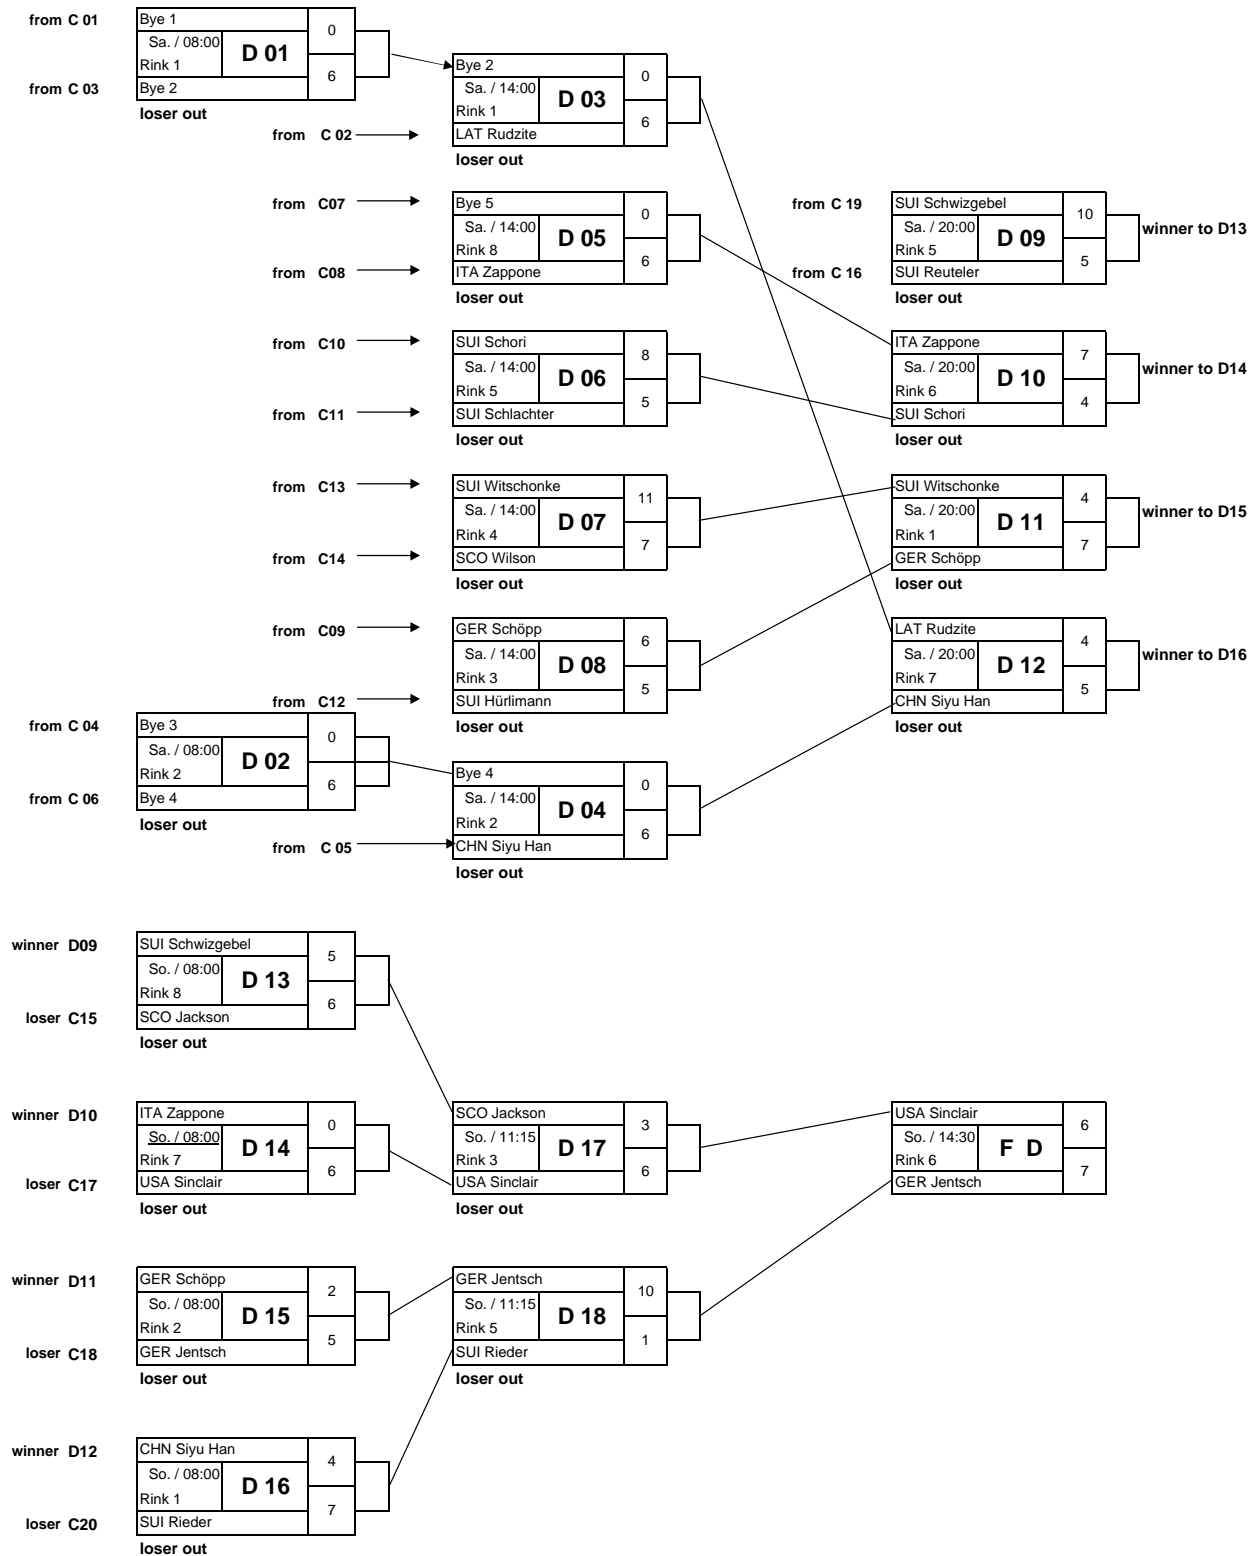 from C 01
Bye 1
0
Sa. / 08:00
Rink 1
D 01
6
from C 03
Bye 2
loser out
Bye 2
0
Sa. / 14:00
Rink 1
D 03
6
from C 02
LAT Rudzite
loser out
from C07
Bye 5
0
Sa. / 14:00
Rink 8
D 05
6
from C08
ITA Zappone
loser out
from C 19
SUI Schwizgebel
10
Sa. / 20:00
Rink 5
D 09
5
winner to D13
from C 16
SUI Reuteler
loser out
from C10
SUI Schori
8
Sa. / 14:00
Rink 5
D 06
5
from C11
SUI Schlachter
loser out
ITA Zappone
7
Sa. / 20:00
Rink 6
D 10
4
winner to D14
SUI Schori
loser out
from C13
SUI Witschonke
11
Sa. / 14:00
Rink 4
D 07
7
from C14
SCO Wilson
loser out
SUI Witschonke
4
Sa. / 20:00
Rink 1
D 11
7
winner to D15
GER Schöpp
loser out
from C09
GER Schöpp
6
Sa. / 14:00
Rink 3
D 08
5
from C12
SUI Hürlimann
loser out
LAT Rudzite
4
Sa. / 20:00
Rink 7
D 12
5
winner to D16
CHN Siyu Han
loser out
from C 04
Bye 3
0
Sa. / 08:00
Rink 2
D 02
6
from C 06
Bye 4
loser out
Bye 4
0
Sa. / 14:00
Rink 2
D 04
6
from C 05
CHN Siyu Han
loser out
winner D09
SUI Schwizgebel
5
So. / 08:00
Rink 8
D 13
6
loser C15
SCO Jackson
loser out
winner D10
ITA Zappone
0
So. / 08:00
Rink 7
D 14
6
loser C17
USA Sinclair
loser out
SCO Jackson
3
So. / 11:15
Rink 3
D 17
6
USA Sinclair
loser out
USA Sinclair
6
So. / 14:30
Rink 6
F D
7
GER Jentsch
winner D11
GER Schöpp
2
So. / 08:00
Rink 2
D 15
5
loser C18
GER Jentsch
loser out
GER Jentsch
10
So. / 11:15
Rink 5
D 18
1
SUI Rieder
loser out
winner D12
CHN Siyu Han
4
So. / 08:00
Rink 1
D 16
7
loser C20
SUI Rieder
loser out